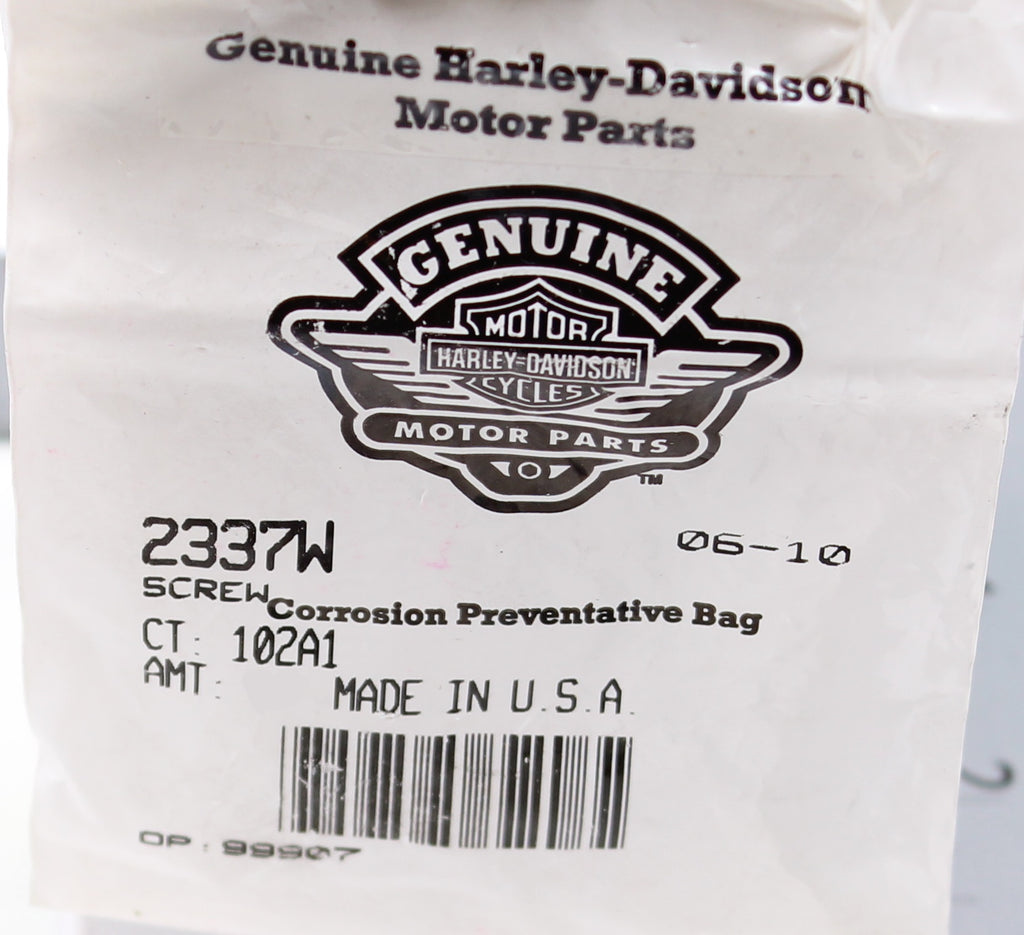 Genuine Harley-Davidson
Motor Parts
GENUINE
MOTOR
HARLEY-DAVIDSON
CYCLES
MOTOR PARTS
TM
2337W
06-10
SCREW
Corrosion Preventative Bag
CT: 102A1
AMT:
MADE IN U.S.A.
OP: 99907